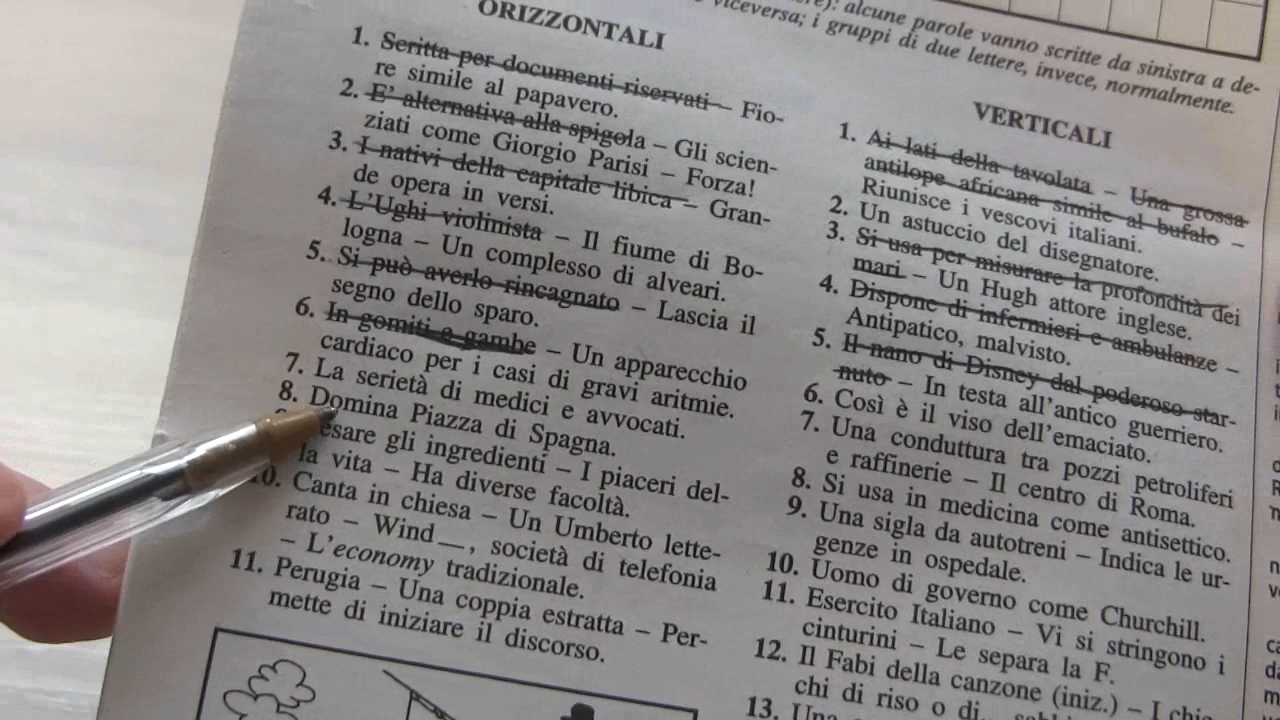 re): alcune parole vanno scritte da sinistra a de-
viceversa; i gruppi di due lettere, invece, normalmente.
ORIZZONTALI
1. Scritta per documenti riservati – Fio-
re simile al papavero.
2. E' alternativa alla spigola – Gli scien-
ziati come Giorgio Parisi – Forza!
3. I nativi della capitale libica – Gran-
de opera in versi.
4. L'Ughi violinista – Il fiume di Bo-
logna – Un complesso di alveari.
5. Si può averlo rincagnato – Lascia il
segno dello sparo.
6. In gomiti e gambe – Un apparecchio
cardiaco per i casi di gravi aritmie.
7. La serietà di medici e avvocati.
8. Domina Piazza di Spagna.
esare gli ingredienti – I piaceri del-
la vita – Ha diverse facoltà.
10. Canta in chiesa – Un Umberto lette-
rato – Wind__, società di telefonia
– L'economy tradizionale.
11. Perugia – Una coppia estratta – Per-
mette di iniziare il discorso.
VERTICALI
1. Ai lati della tavolata – Una grossa
antilope africana simile al bufalo –
Riunisce i vescovi italiani.
2. Un astuccio del disegnatore.
3. Si usa per misurare la profondità dei
mari – Un Hugh attore inglese.
4. Dispone di infermieri e ambulanze –
Antipatico, malvisto.
5. Il nano di Disney dal poderoso star-
nuto – In testa all'antico guerriero.
6. Così è il viso dell'emaciato.
7. Una conduttura tra pozzi petroliferi
e raffinerie – Il centro di Roma.
8. Si usa in medicina come antisettico.
9. Una sigla da autotreni – Indica le ur-
genze in ospedale.
10. Uomo di governo come Churchill.
11. Esercito Italiano – Vi si stringono i
cinturini – Le separa la F.
12. Il Fabi della canzone (iniz.) – I chic-
chi di riso o di
13. Una